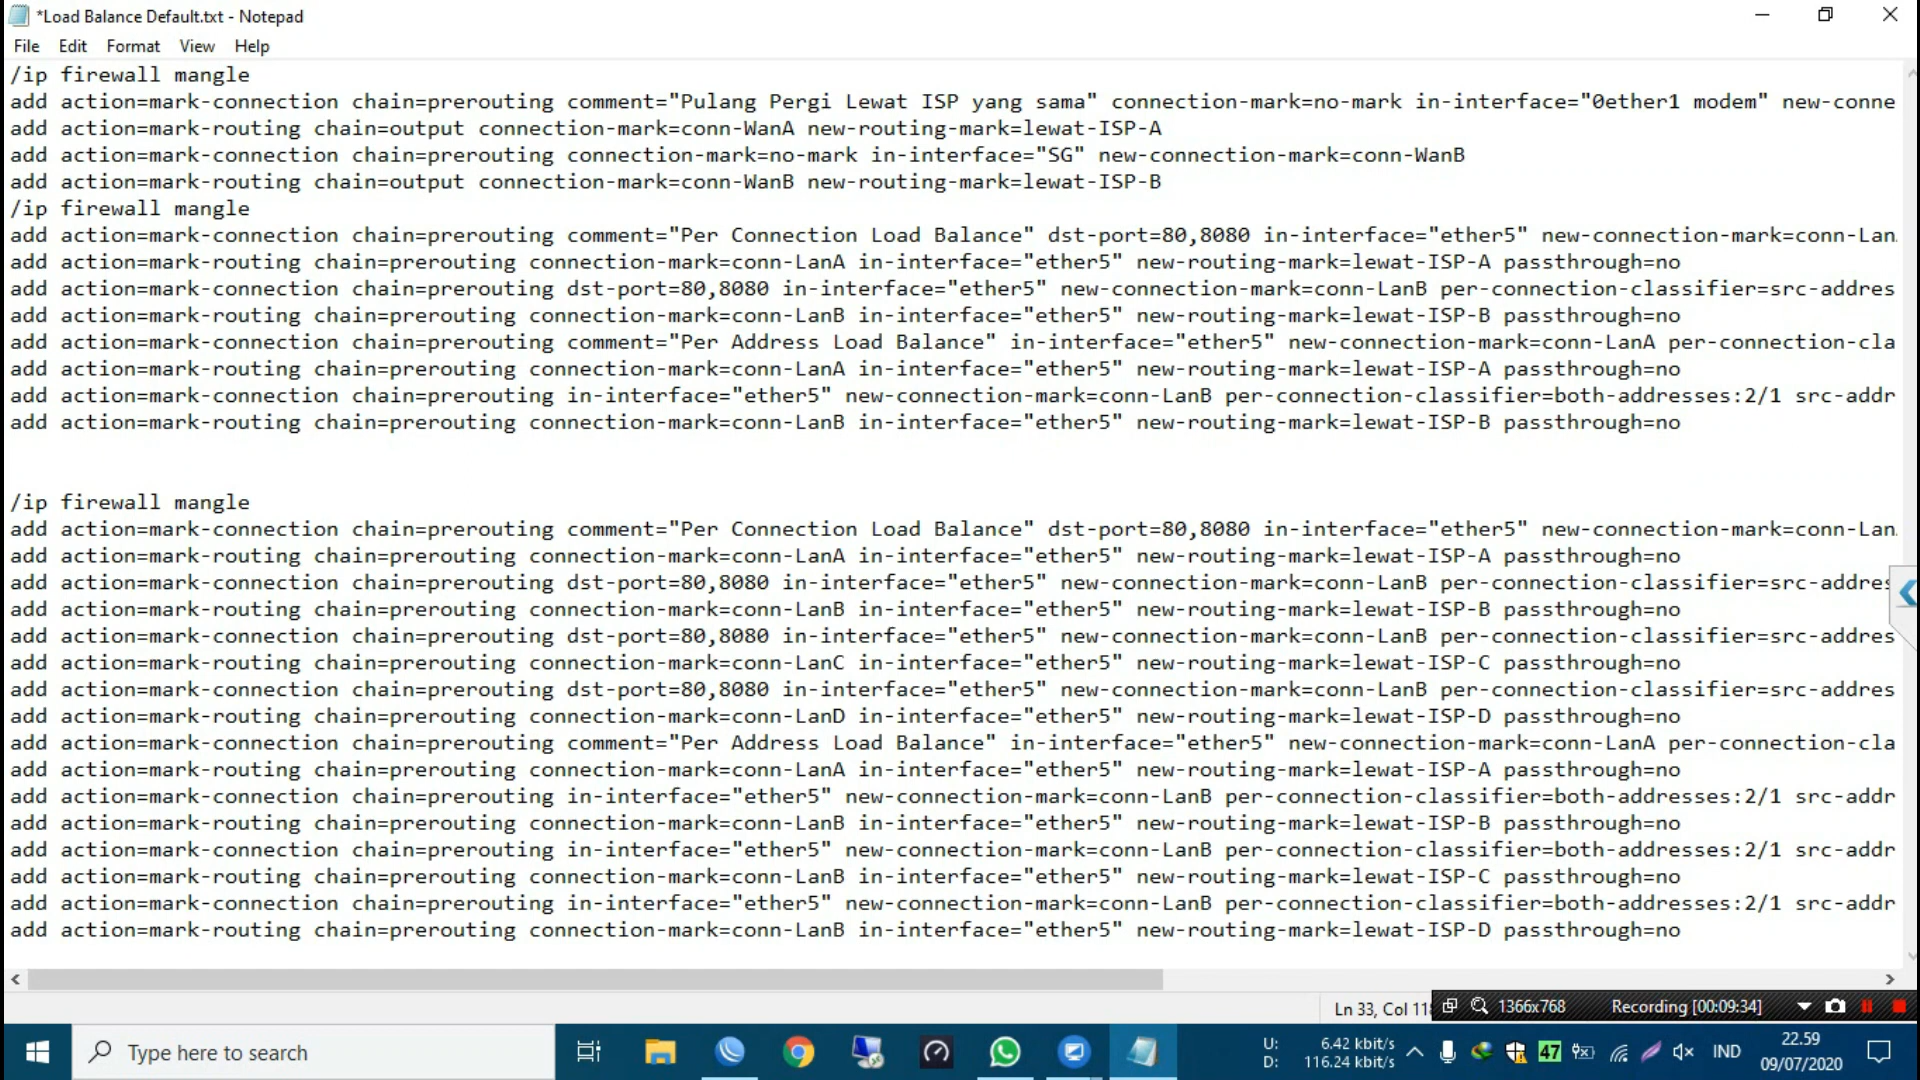 *Load Balance Default.txt - Notepad
File Edit Format View Help
/ip firewall mangle
add action=mark-connection chain=prerouting comment="Pulang Pergi Lewat ISP yang sama" connection-mark=no-mark in-interface="0ether1 modem" new-conne
add action=mark-routing chain=output connection-mark=conn-WanA new-routing-mark=lewat-ISP-A
add action=mark-connection chain=prerouting connection-mark=no-mark in-interface="SG" new-connection-mark=conn-WanB
add action=mark-routing chain=output connection-mark=conn-WanB new-routing-mark=lewat-ISP-B
/ip firewall mangle
add action=mark-connection chain=prerouting comment="Per Connection Load Balance" dst-port=80,8080 in-interface="ether5" new-connection-mark=conn-Lan
add action=mark-routing chain=prerouting connection-mark=conn-LanA in-interface="ether5" new-routing-mark=lewat-ISP-A passthrough=no
add action=mark-connection chain=prerouting dst-port=80,8080 in-interface="ether5" new-connection-mark=conn-LanB per-connection-classifier=src-addres
add action=mark-routing chain=prerouting connection-mark=conn-LanB in-interface="ether5" new-routing-mark=lewat-ISP-B passthrough=no
add action=mark-connection chain=prerouting comment="Per Address Load Balance" in-interface="ether5" new-connection-mark=conn-LanA per-connection-cla
add action=mark-routing chain=prerouting connection-mark=conn-LanA in-interface="ether5" new-routing-mark=lewat-ISP-A passthrough=no
add action=mark-connection chain=prerouting in-interface="ether5" new-connection-mark=conn-LanB per-connection-classifier=both-addresses:2/1 src-addr
add action=mark-routing chain=prerouting connection-mark=conn-LanB in-interface="ether5" new-routing-mark=lewat-ISP-B passthrough=no
/ip firewall mangle
add action=mark-connection chain=prerouting comment="Per Connection Load Balance" dst-port=80,8080 in-interface="ether5" new-connection-mark=conn-Lan
add action=mark-routing chain=prerouting connection-mark=conn-LanA in-interface="ether5" new-routing-mark=lewat-ISP-A passthrough=no
add action=mark-connection chain=prerouting dst-port=80,8080 in-interface="ether5" new-connection-mark=conn-LanB per-connection-classifier=src-addres
add action=mark-routing chain=prerouting connection-mark=conn-LanB in-interface="ether5" new-routing-mark=lewat-ISP-B passthrough=no
add action=mark-connection chain=prerouting dst-port=80,8080 in-interface="ether5" new-connection-mark=conn-LanB per-connection-classifier=src-addres
add action=mark-routing chain=prerouting connection-mark=conn-LanC in-interface="ether5" new-routing-mark=lewat-ISP-C passthrough=no
add action=mark-connection chain=prerouting dst-port=80,8080 in-interface="ether5" new-connection-mark=conn-LanB per-connection-classifier=src-addres
add action=mark-routing chain=prerouting connection-mark=conn-LanD in-interface="ether5" new-routing-mark=lewat-ISP-D passthrough=no
add action=mark-connection chain=prerouting comment="Per Address Load Balance" in-interface="ether5" new-connection-mark=conn-LanA per-connection-cla
add action=mark-routing chain=prerouting connection-mark=conn-LanA in-interface="ether5" new-routing-mark=lewat-ISP-A passthrough=no
add action=mark-connection chain=prerouting in-interface="ether5" new-connection-mark=conn-LanB per-connection-classifier=both-addresses:2/1 src-addr
add action=mark-routing chain=prerouting connection-mark=conn-LanB in-interface="ether5" new-routing-mark=lewat-ISP-B passthrough=no
add action=mark-connection chain=prerouting in-interface="ether5" new-connection-mark=conn-LanB per-connection-classifier=both-addresses:2/1 src-addr
add action=mark-routing chain=prerouting connection-mark=conn-LanB in-interface="ether5" new-routing-mark=lewat-ISP-C passthrough=no
add action=mark-connection chain=prerouting in-interface="ether5" new-connection-mark=conn-LanB per-connection-classifier=both-addresses:2/1 src-addr
add action=mark-routing chain=prerouting connection-mark=conn-LanB in-interface="ether5" new-routing-mark=lewat-ISP-D passthrough=no
Ln 33, Col 11 1366x768 Recording [00:09:34]
Type here to search
U: 6.42 kbit/s
D: 116.24 kbit/s
47
IND
22.59
09/07/2020